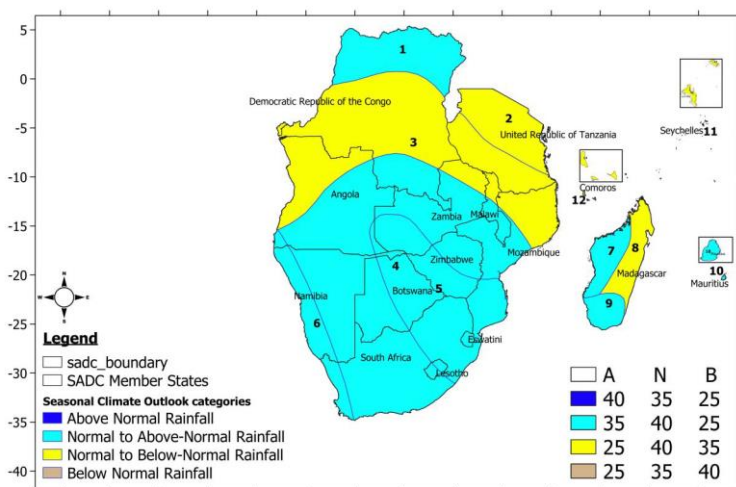 5
0
−5
−10
−15
−20
−25
−30
−35
−40
1
Democratic Republic of the Congo
2
United Republic of Tanzania
3
Seychelles 11
Comoros
12
Angola
Zambia
Malawi
Mozambique
Zimbabwe
4
Botswana
5
Namibia
6
7
8
Madagascar
9
10
Mauritius
Eswatini
South Africa
Lesotho
Legend
sadc_boundary
SADC Member States
Seasonal Climate Outlook categories
Above Normal Rainfall
Normal to Above-Normal Rainfall
Normal to Below-Normal Rainfall
Below Normal Rainfall
A N B
40 35 25
35 40 25
25 40 35
25 35 40